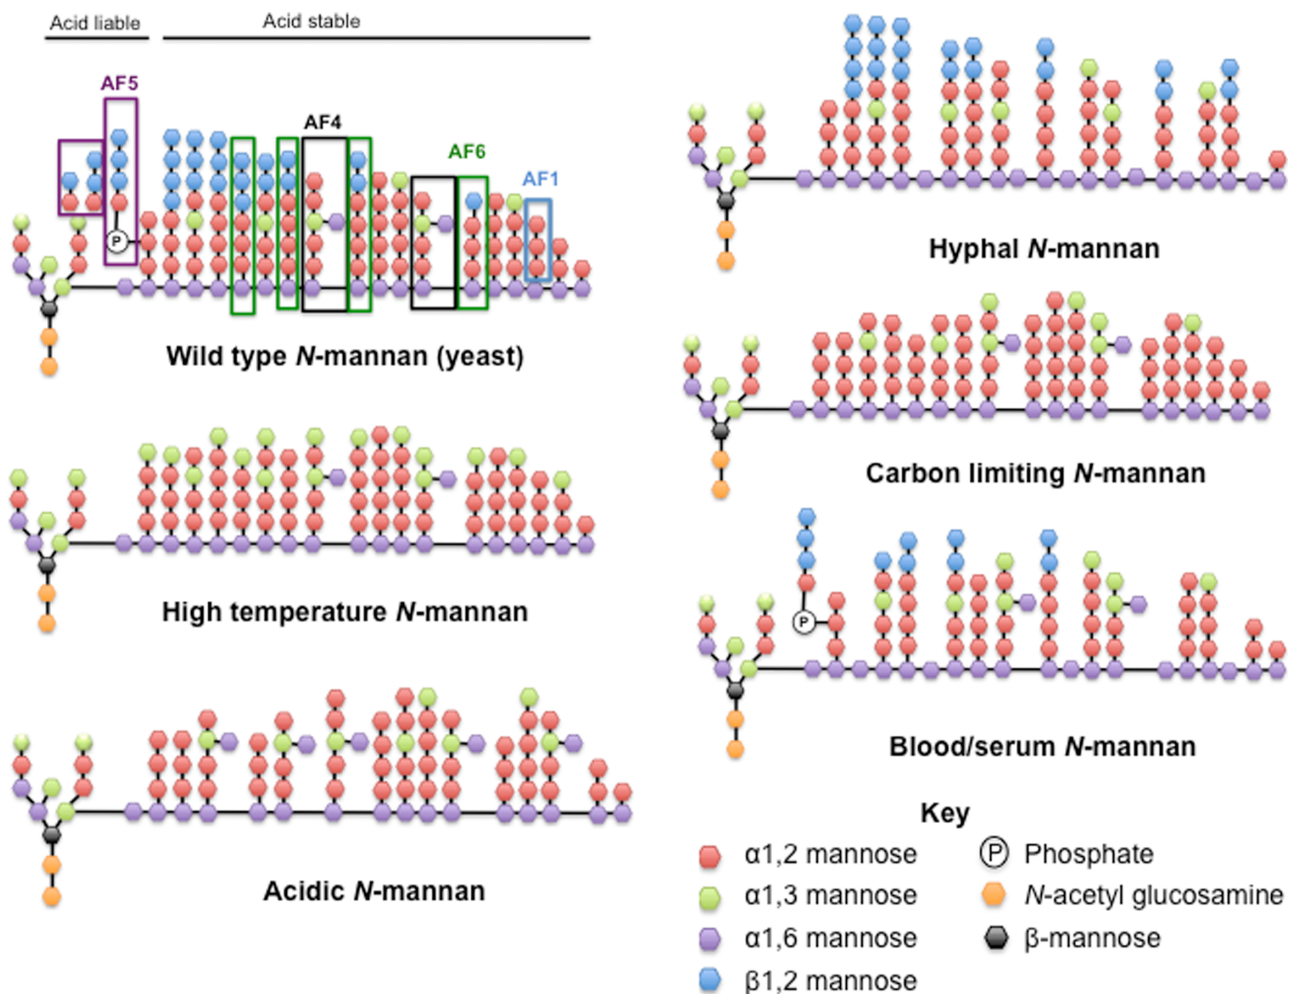 Acid liable
Acid stable
AF5
AF4
AF6
AF1
P
Wild type N-mannan (yeast)
High temperature N-mannan
Acidic N-mannan
Hyphal N-mannan
Carbon limiting N-mannan
P
Blood/serum N-mannan
Key
α1,2 mannose
P Phosphate
α1,3 mannose
N-acetyl glucosamine
α1,6 mannose
β-mannose
β1,2 mannose